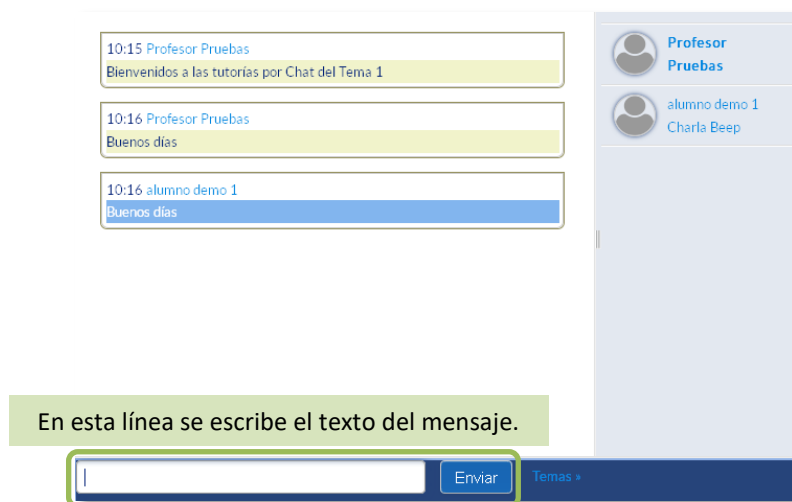 10:15 Profesor Pruebas
Bienvenidos a las tutorías por Chat del Tema 1
10:16 Profesor Pruebas
Buenos días
10:16 alumno demo 1
Buenos días
Profesor
Pruebas
alumno demo 1
Charla Beep
En esta línea se escribe el texto del mensaje.
Enviar
Temas »